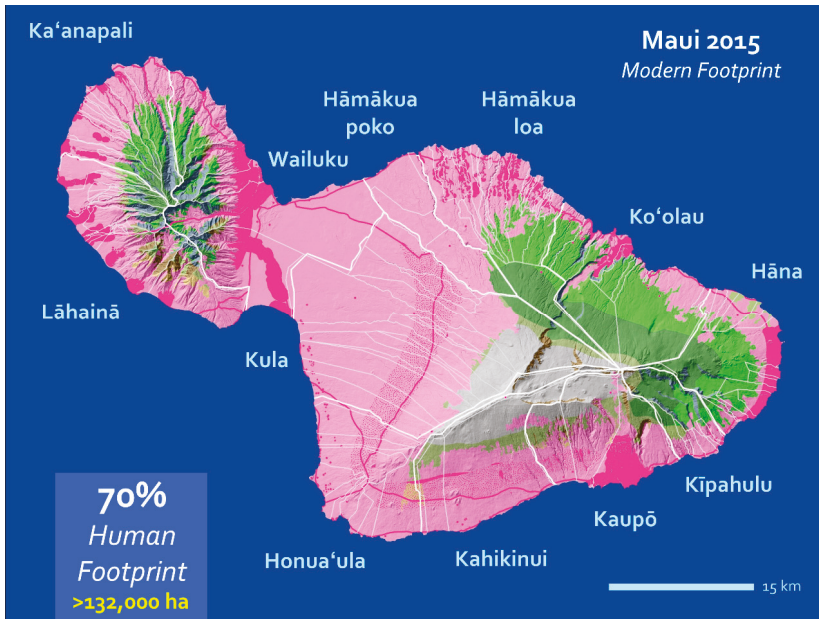 Kaʻanapali
Maui 2015
Modern Footprint
Hāmākua
poko
Hāmākua
loa
Wailuku
Koʻolau
Hāna
Lāhainā
Kula
Kīpahulu
Kaupō
Kahikinui
Honuaʻula
70%
Human
Footprint
>132,000 ha
15 km